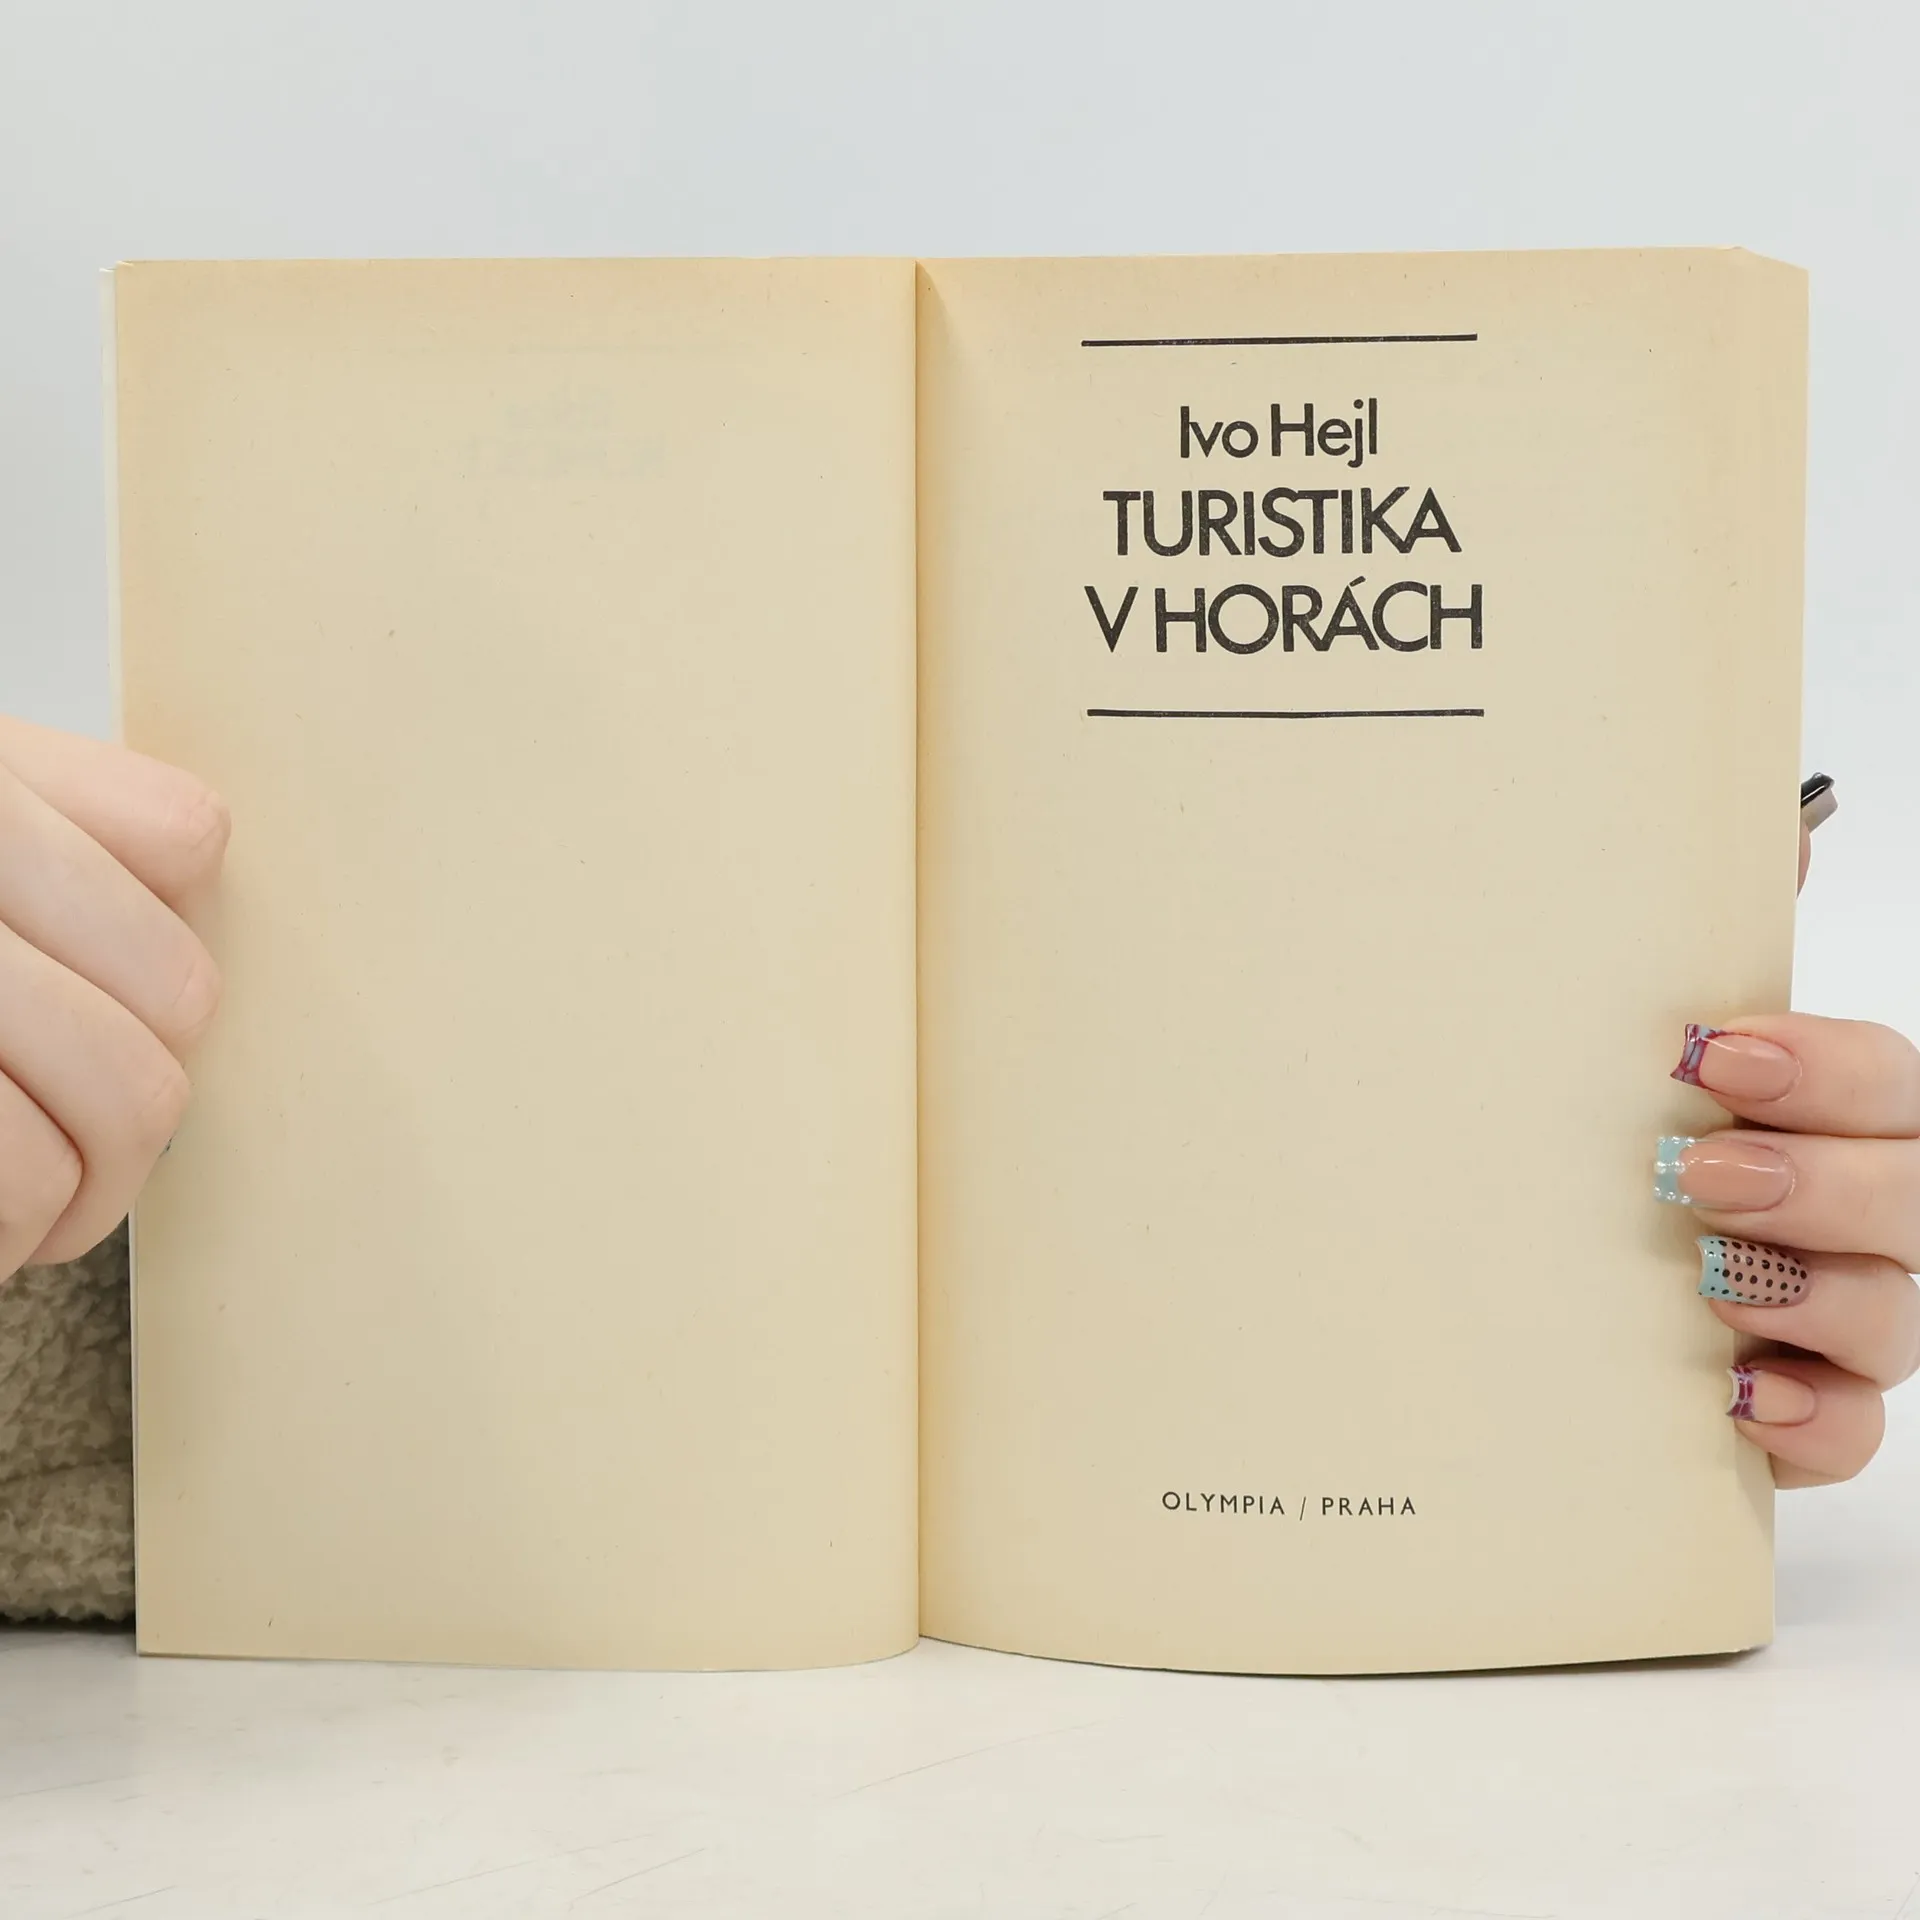 Ivo Hejl
TURISTIKA
V HORÁCH
OLYMPIA / PRAHA